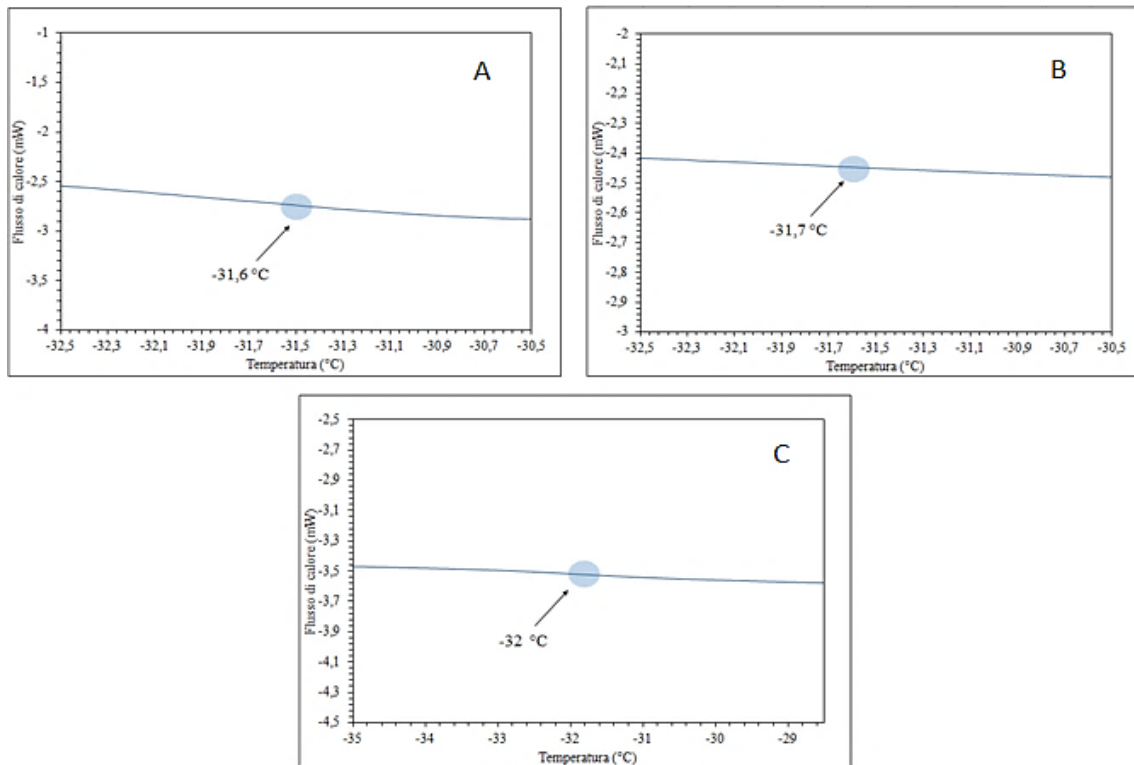 A
-1
-1,5
-2
-2,5
-3
-3,5
-4
Flusso di calore (mW)
-31,6 °C
-32,5 -32,3 -32,1 -31,9 -31,7 -31,5 -31,3 -31,1 -30,9 -30,7 -30,5
Temperatura (°C)
B
-2
-2,1
-2,2
-2,3
-2,4
-2,5
-2,6
-2,7
-2,8
-2,9
-3
Flusso di calore (mW)
-31,7 °C
-32,5 -32,3 -32,1 -31,9 -31,7 -31,5 -31,3 -31,1 -30,9 -30,7 -30,5
Temperatura (°C)
C
-2,5
-2,7
-2,9
-3,1
-3,3
-3,5
-3,7
-3,9
-4,1
-4,3
-4,5
Flusso di calore (mW)
-32 °C
-35 -34 -33 -32 -31 -30 -29
Temperatura (°C)